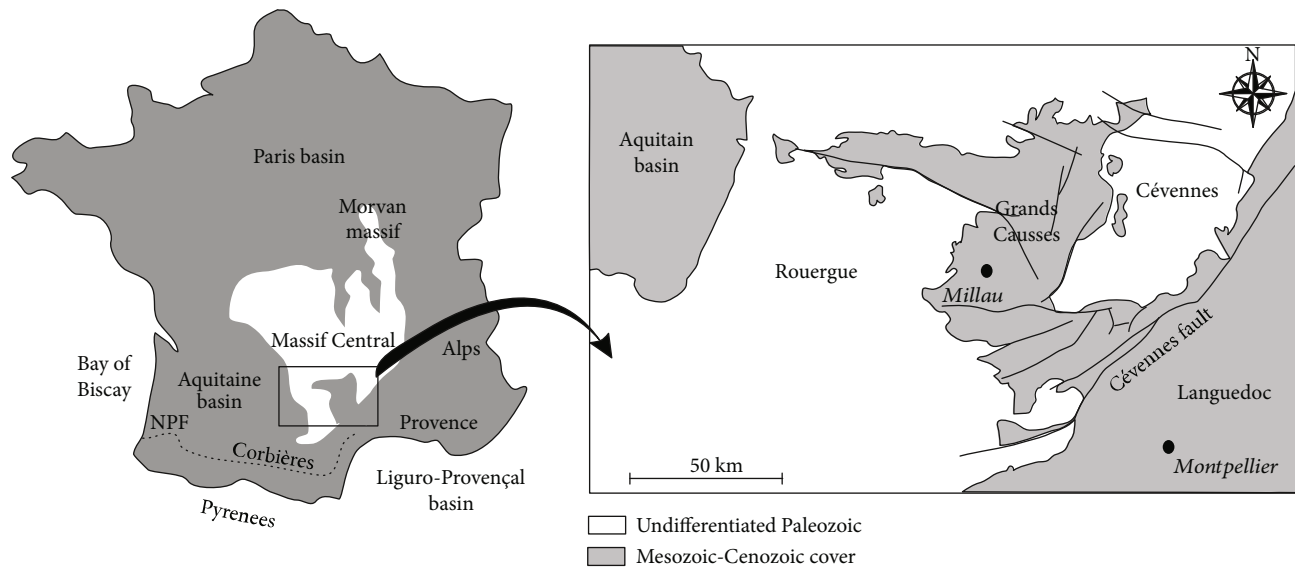 Paris basin
Morvan
massif
Massif Central
Alps
Bay of
Biscay
Aquitaine
basin
NPF
Provence
Corbières
Liguro-Provençal
basin
Pyrenees
N
Aquitain
basin
Cévennes
Grands
Causses
Rouergue
Millau
Cévennes fault
Languedoc
50 km
Montpellier
Undifferentiated Paleozoic
Mesozoic-Cenozoic cover